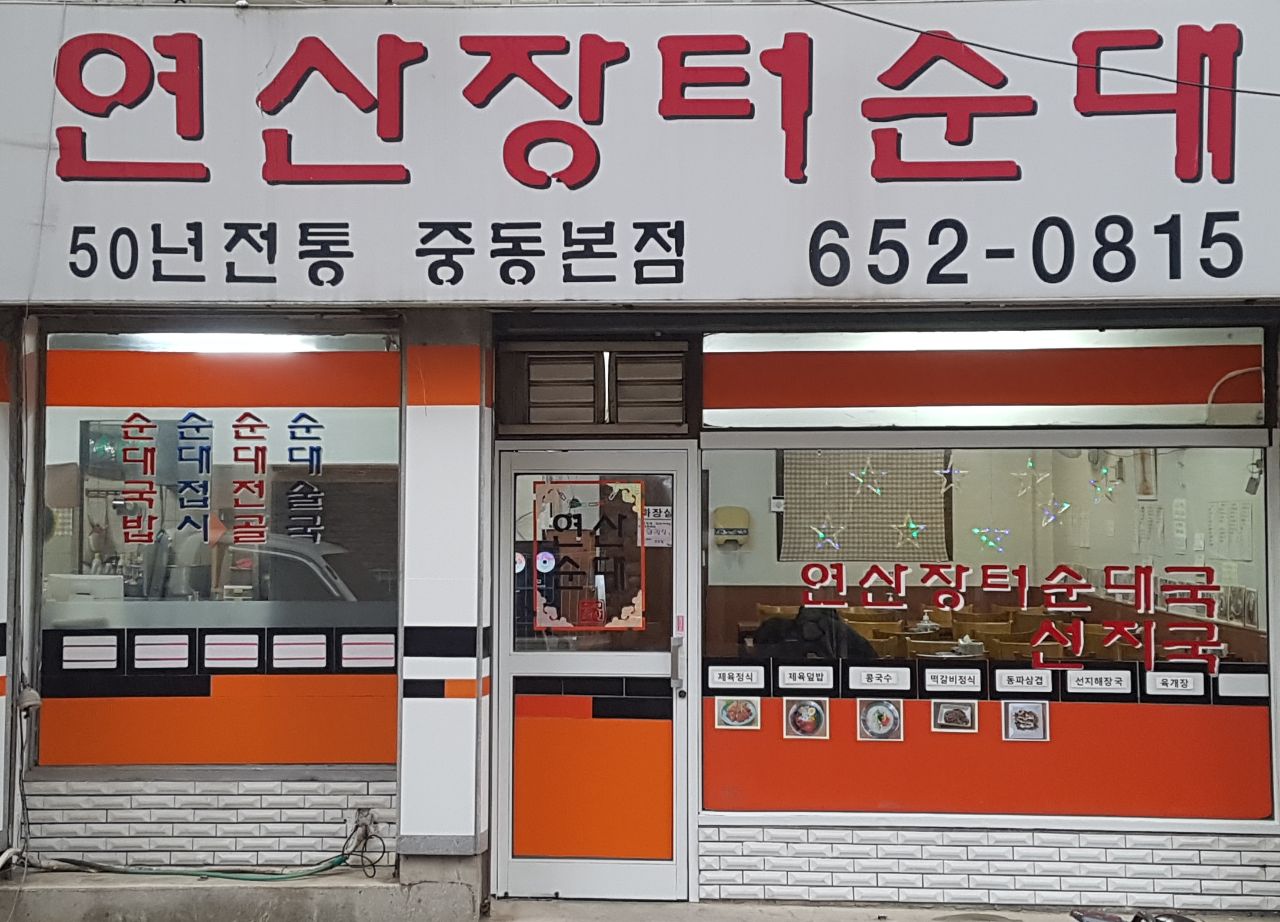 연산장터순대
50년전통 중동본점 652-0815
순대국밥
순대접시
순대전골
순대술국
연산
순대
화장실
연산장터순대국
선지국
제육정식 제육덮밥 콩국수 떡갈비정식 동파삼겹 선지해장국 육개장